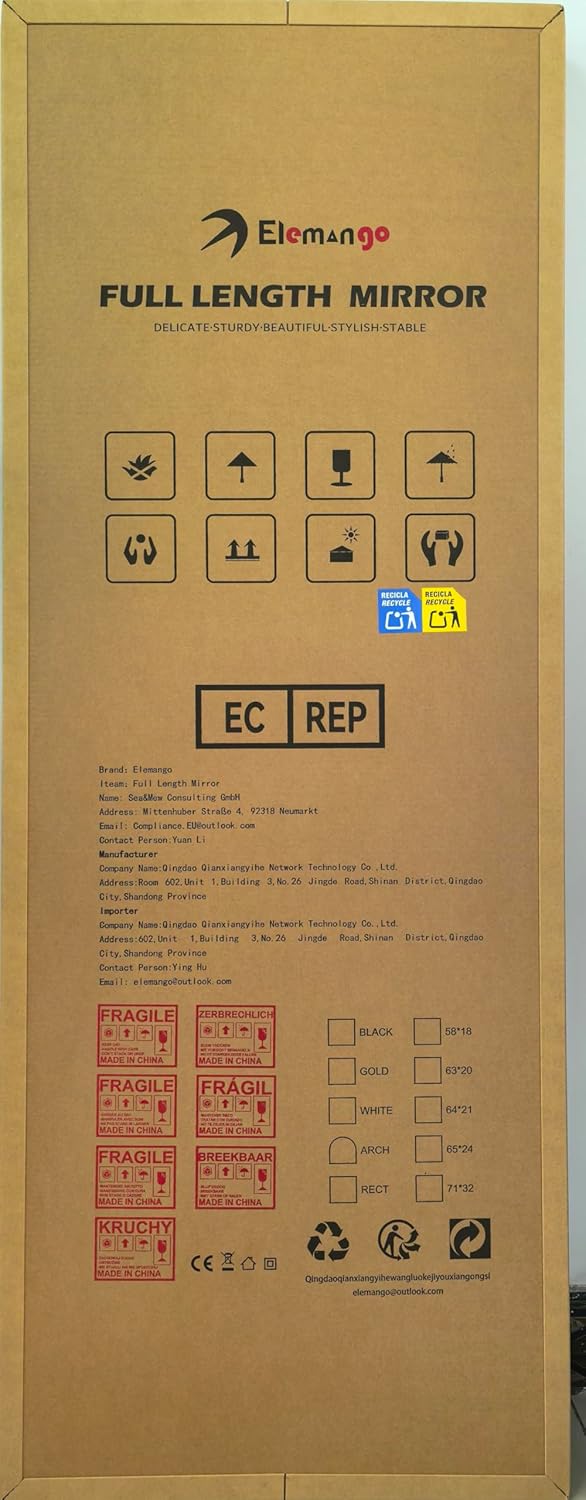 Elemango
FULL LENGTH MIRROR
DELICATE·STURDY·BEAUTIFUL·STYLISH·STABLE
RECICLA
RECYCLE
RECICLA
RECYCLE
EC REP
Brand: Elemango
Iteam: Full Length Mirror
Name: Sea&Mew Consulting GmbH
Address: Mittenhuber Straße 4, 92318 Neumarkt
Email: Compliance.EU@outlook.com
Contact Person:Yuan Li
Manufacturer
Company Name:Qingdao Qianxiangyihe Network Technology Co.,Ltd.
Address:Room 602,Unit 1,Building 3,No.26 Jingde Road,Shinan District,Qingdao
City,Shandong Province
Importer
Company Name:Qingdao Qianxiangyihe Network Technology Co.,Ltd.
Address:602,Unit 1,Building 3,No.26 Jingde Road,Shinan District,Qingdao
City,Shandong Province
Contact Person:Ying Hu
Email: elemango@outlook.com
FRAGILE
MADE IN CHINA
ZERBRECHLICH
MADE IN CHINA
FRAGILE
MADE IN CHINA
FRÁGIL
MADE IN CHINA
FRAGILE
MADE IN CHINA
BREEKBAAR
MADE IN CHINA
KRUCHY
MADE IN CHINA
BLACK 58*18
GOLD 63*20
WHITE 64*21
ARCH 65*24
RECT 71*32
CE
Qingdaoqianxiangyihewangluokejiyouxiangongsi
elemango@outlook.com